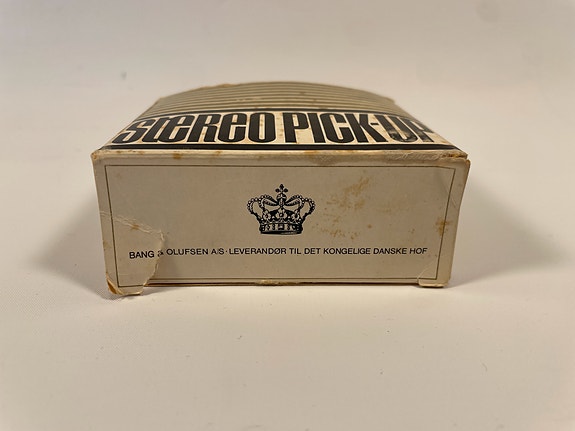 STEREO PICK-UP
BANG & OLUFSEN A/S · LEVERANDØR TIL DET KONGELIGE DANSKE HOF